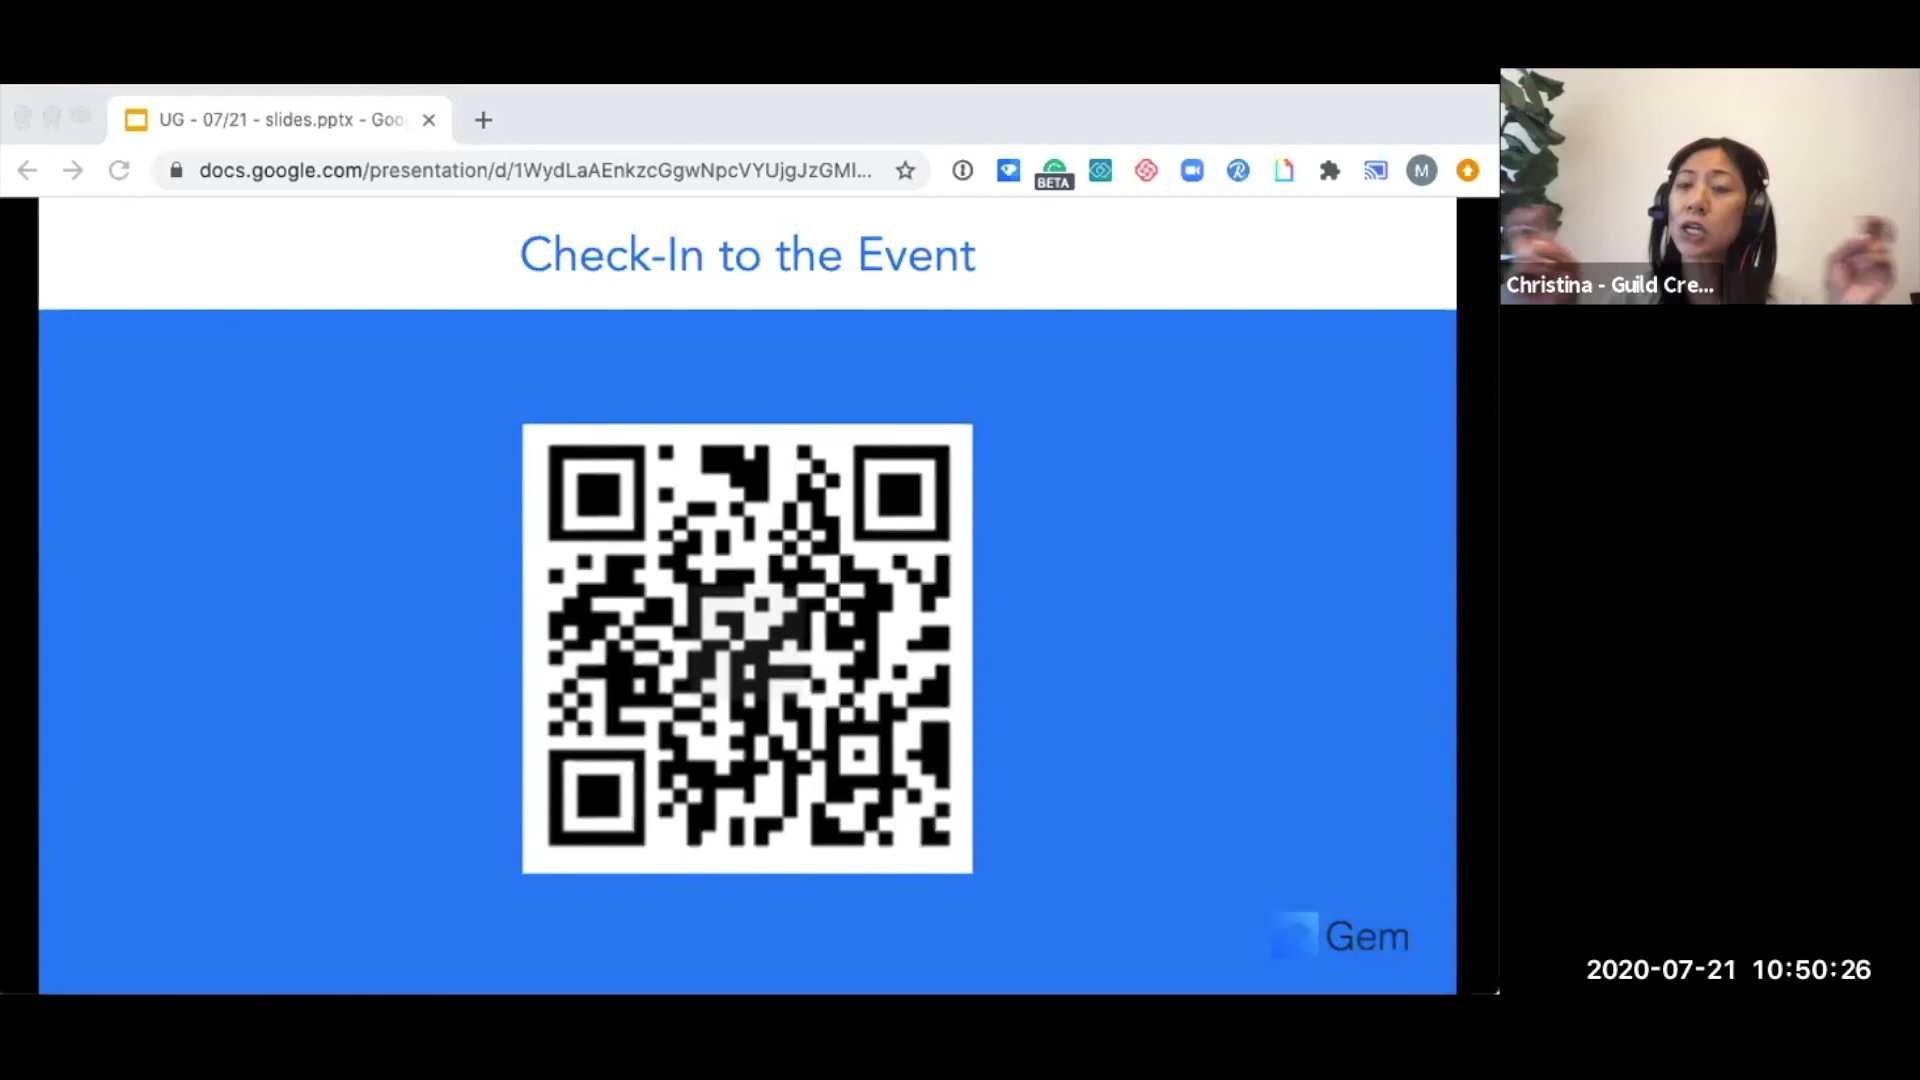 UG - 07/21 - slides.pptx - Goo
docs.google.com/presentation/d/1WydLaAEnkzcGgwNpcVYUjgJzGMI...
BETA
M
Check-In to the Event
Christina - Guild Cre...
Gem
2020-07-21 10:50:26